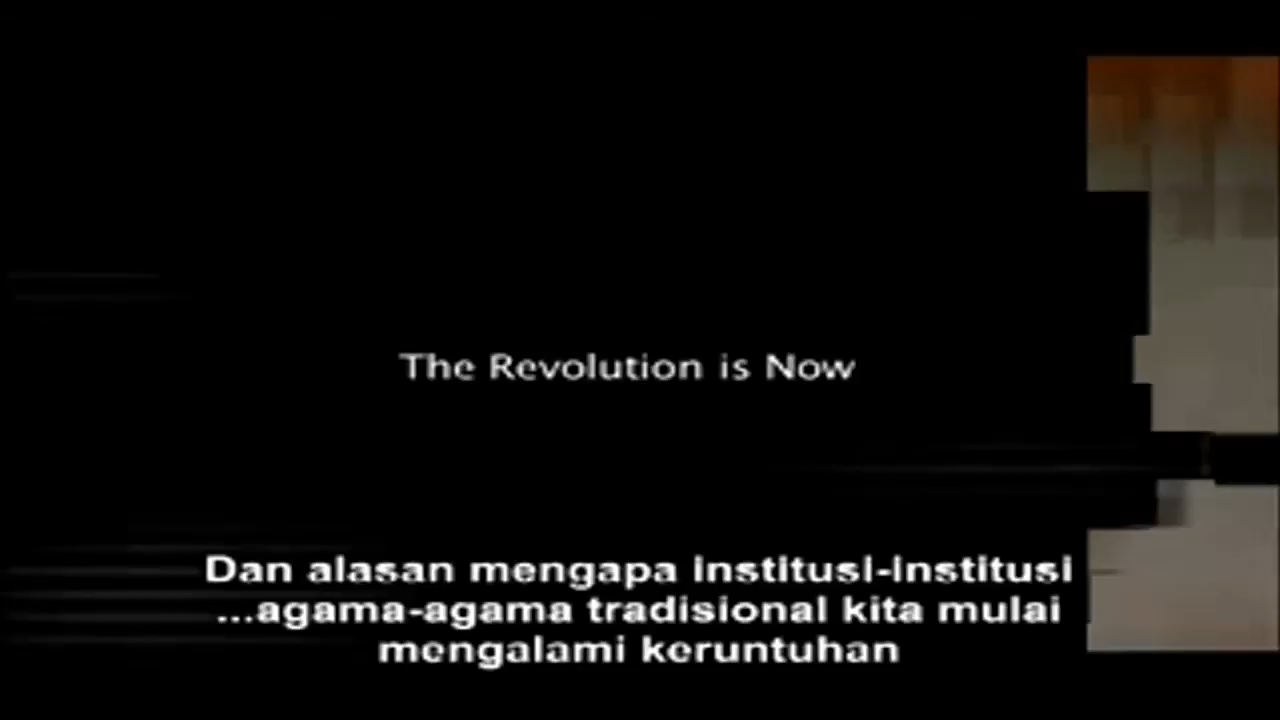 The Revolution is Now
Dan alasan mengapa institusi-institusi
...agama-agama tradisional kita mulai
mengalami keruntuhan